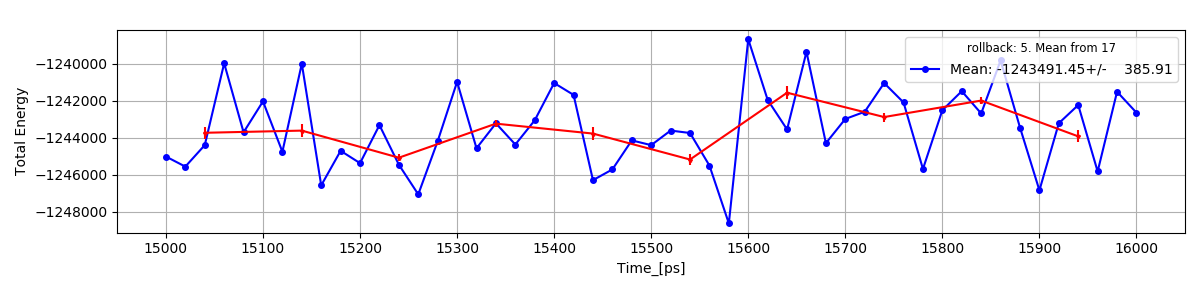 rollback: 5. Mean from 17
Mean: -1243491.45+/- 385.91
Total Energy
−1240000
−1242000
−1244000
−1246000
−1248000
15000 15100 15200 15300 15400 15500 15600 15700 15800 15900 16000
Time_[ps]